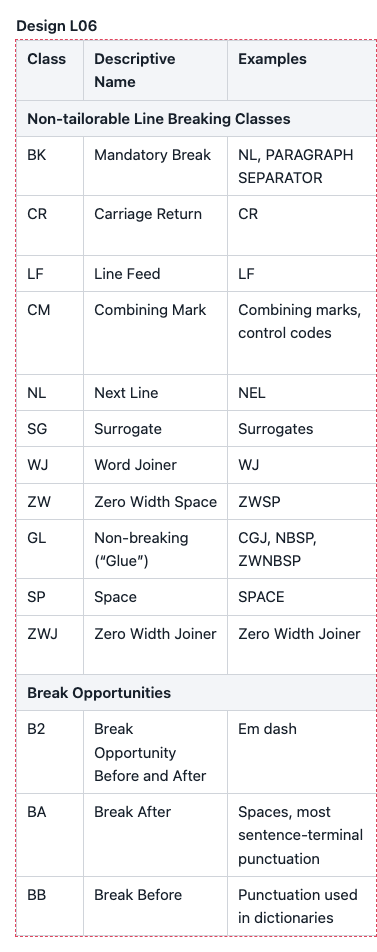 Design L06
Class Descriptive Name Examples
Non-tailorable Line Breaking Classes
BK Mandatory Break NL, PARAGRAPH SEPARATOR
CR Carriage Return CR
LF Line Feed LF
CM Combining Mark Combining marks, control codes
NL Next Line NEL
SG Surrogate Surrogates
WJ Word Joiner WJ
ZW Zero Width Space ZWSP
GL Non-breaking (“Glue”) CGJ, NBSP, ZWNBSP
SP Space SPACE
ZWJ Zero Width Joiner Zero Width Joiner
Break Opportunities
B2 Break Opportunity Before and After Em dash
BA Break After Spaces, most sentence-terminal punctuation
BB Break Before Punctuation used in dictionaries